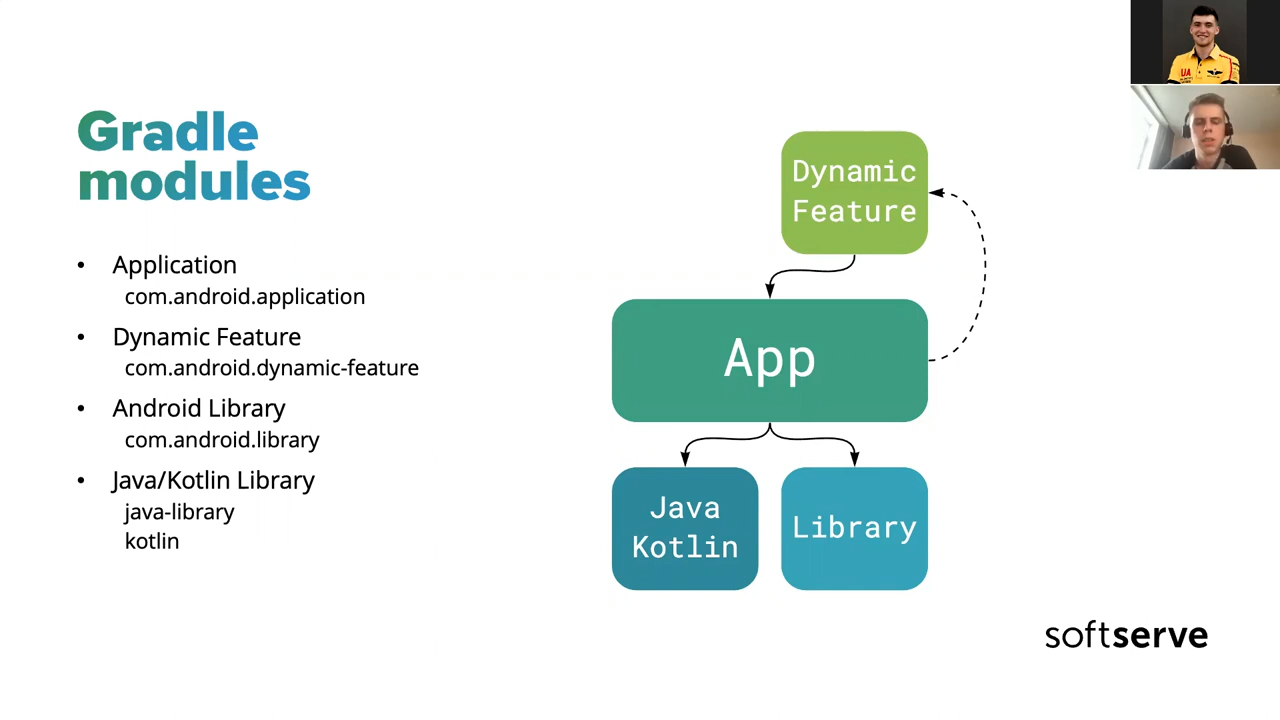 Gradle
modules
• Application
com.android.application
• Dynamic Feature
com.android.dynamic-feature
• Android Library
com.android.library
• Java/Kotlin Library
java-library
kotlin
Dynamic
Feature
App
Java
Kotlin
Library
softserve
UA